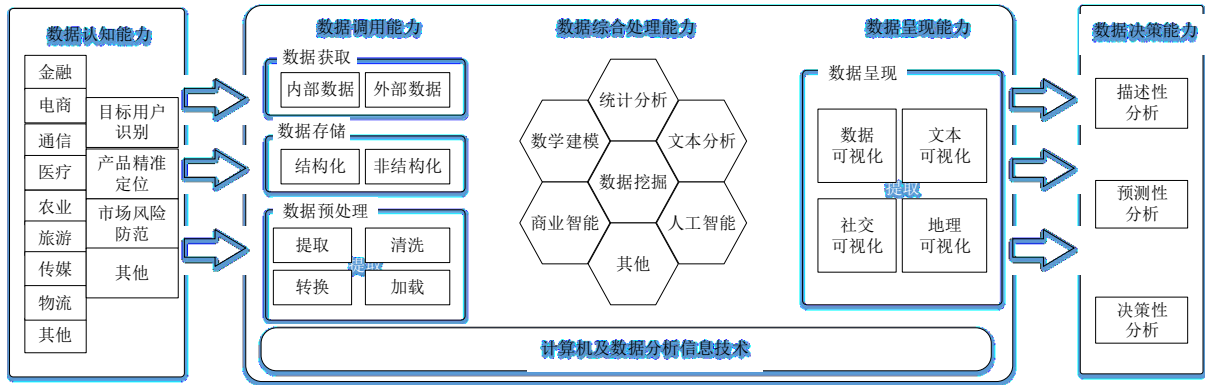 数据认知能力
金融
电商
通信
医疗
农业
旅游
传媒
物流
其他
目标用户
识别
产品精准
定位
市场风险
防范
其他
数据调用能力
数据获取
内部数据
外部数据
数据存储
结构化
非结构化
数据预处理
提取
清洗
提取
转换
加载
数据综合处理能力
统计分析
数学建模
文本分析
数据挖掘
商业智能
人工智能
其他
数据呈现能力
数据呈现
数据
可视化
文本
可视化
提取
社交
可视化
地理
可视化
计算机及数据分析信息技术
数据决策能力
描述性
分析
预测性
分析
决策性
分析